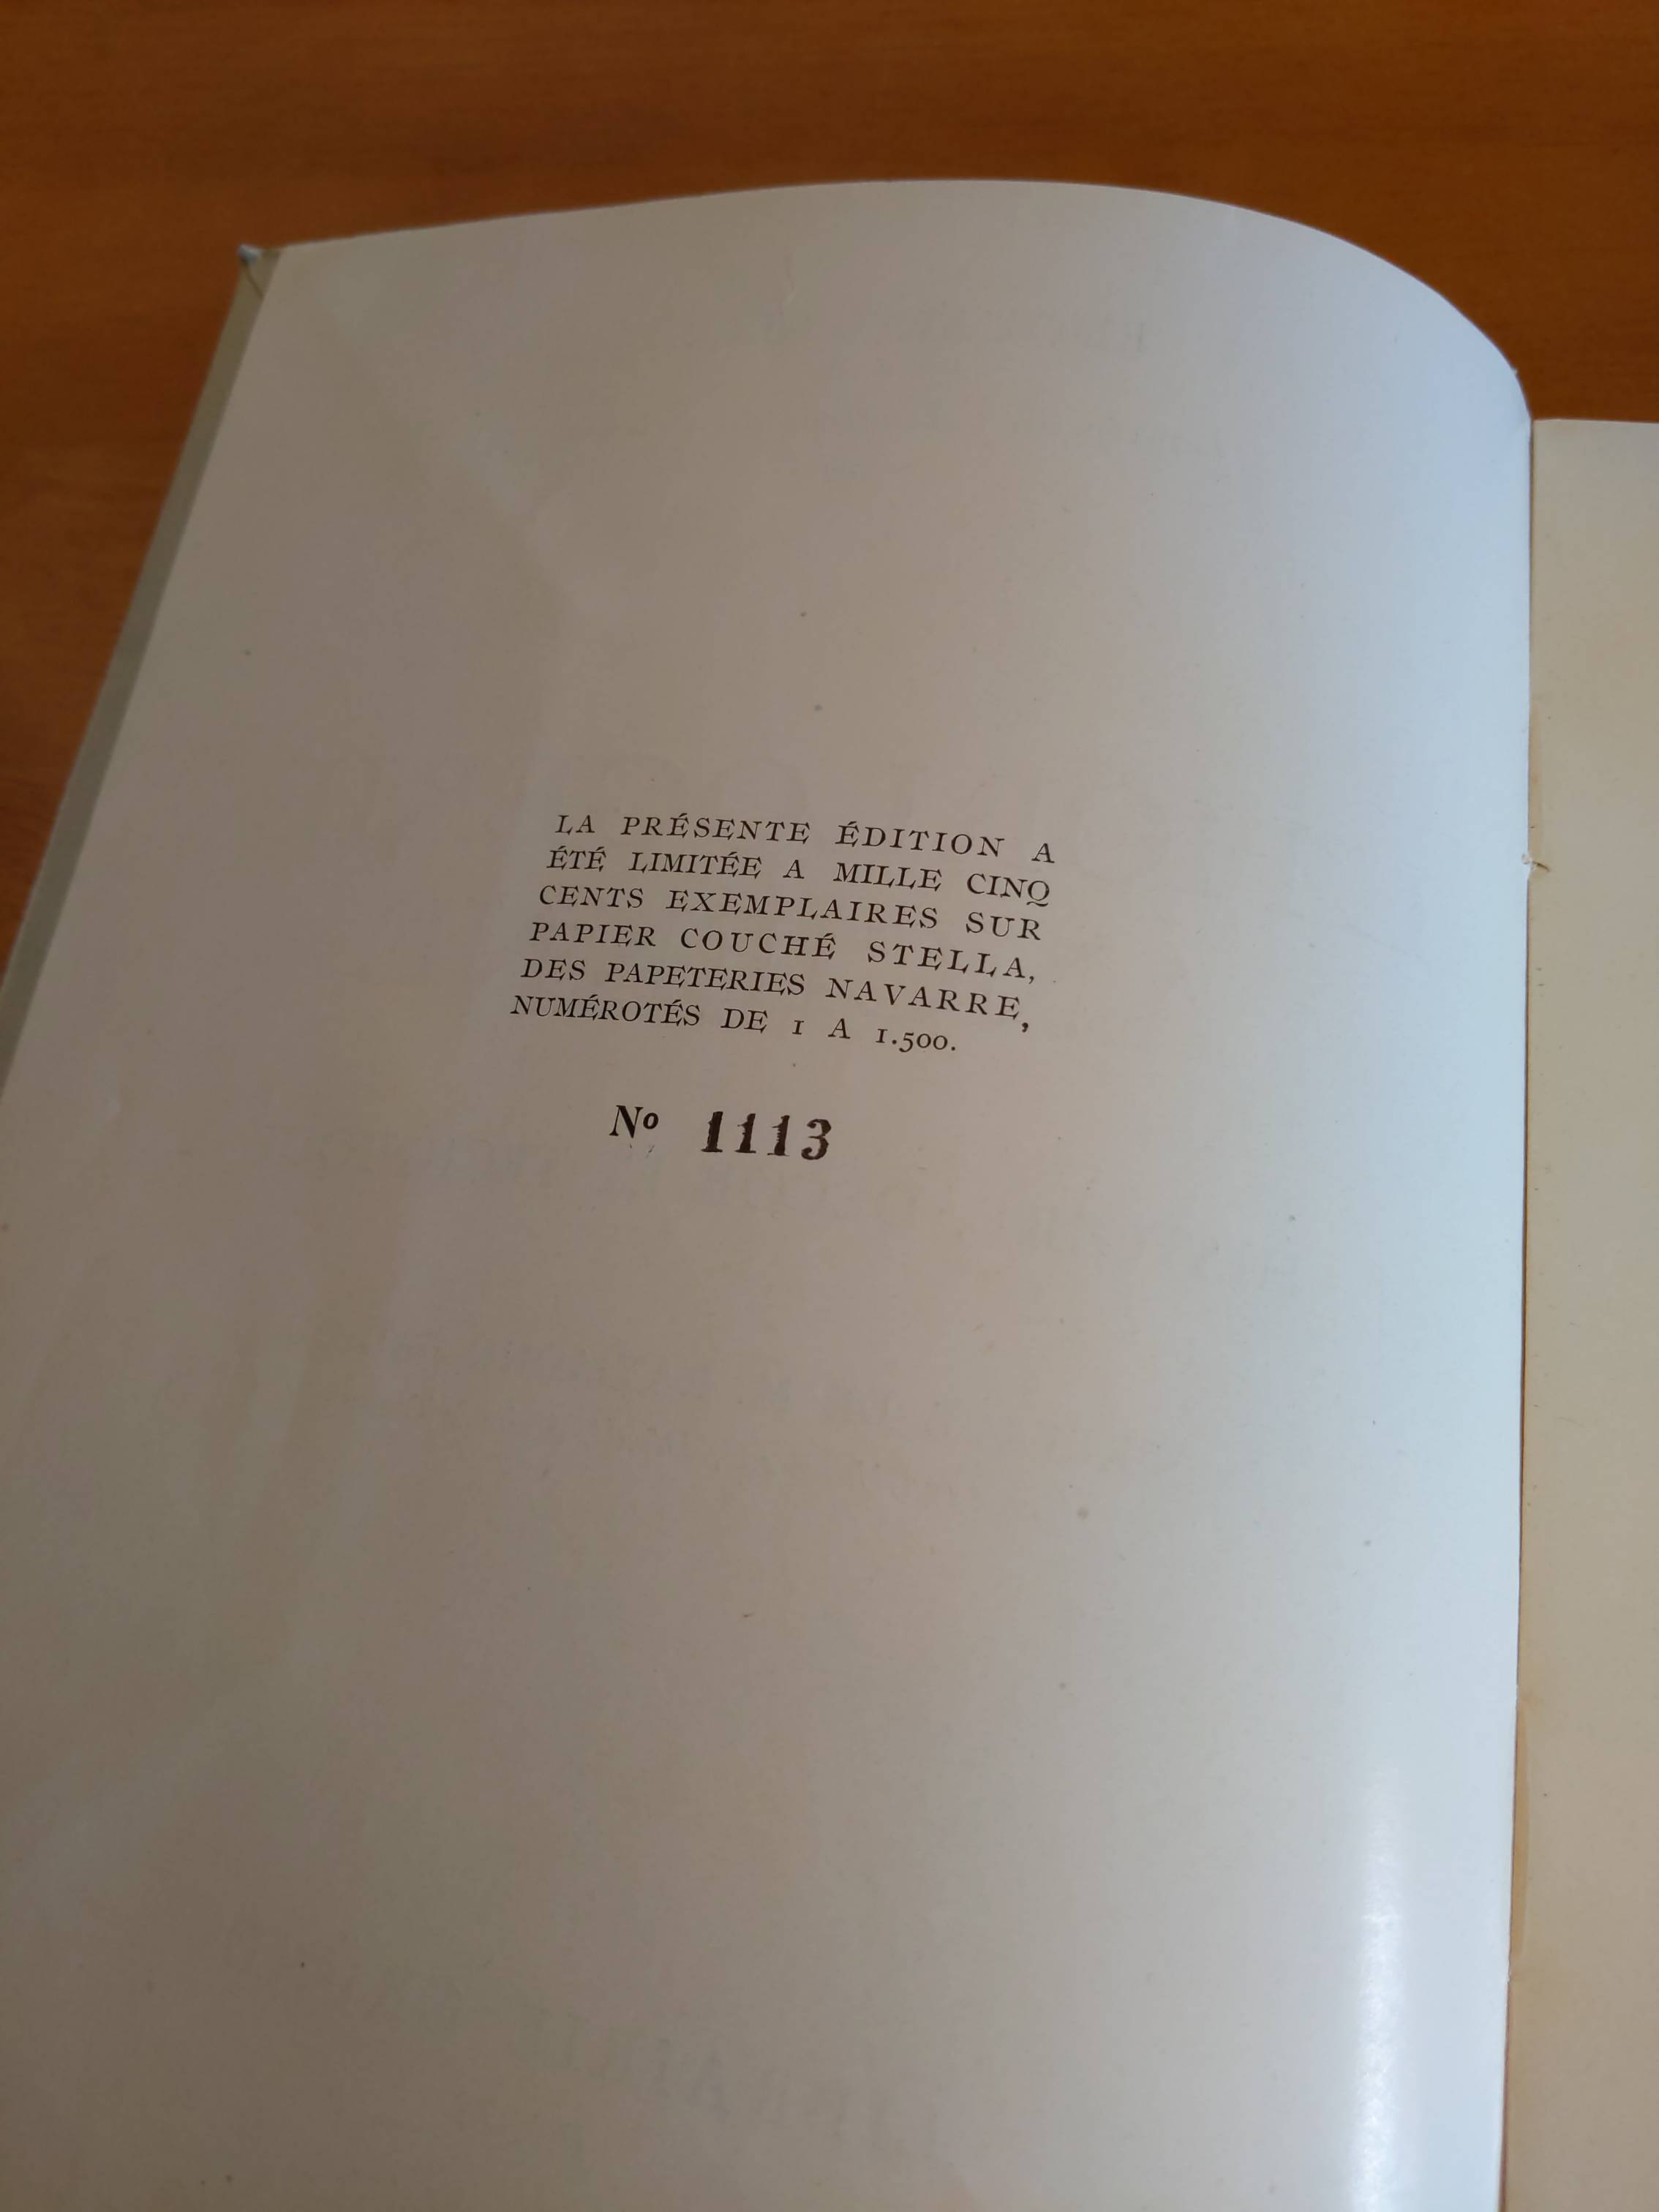 LA PRÉSENTE ÉDITION A
ÉTÉ LIMITÉE A MILLE CINQ
CENTS EXEMPLAIRES SUR
PAPIER COUCHÉ STELLA,
DES PAPETERIES NAVARRE,
NUMÉROTÉS DE 1 A 1.500.
Nº 1113